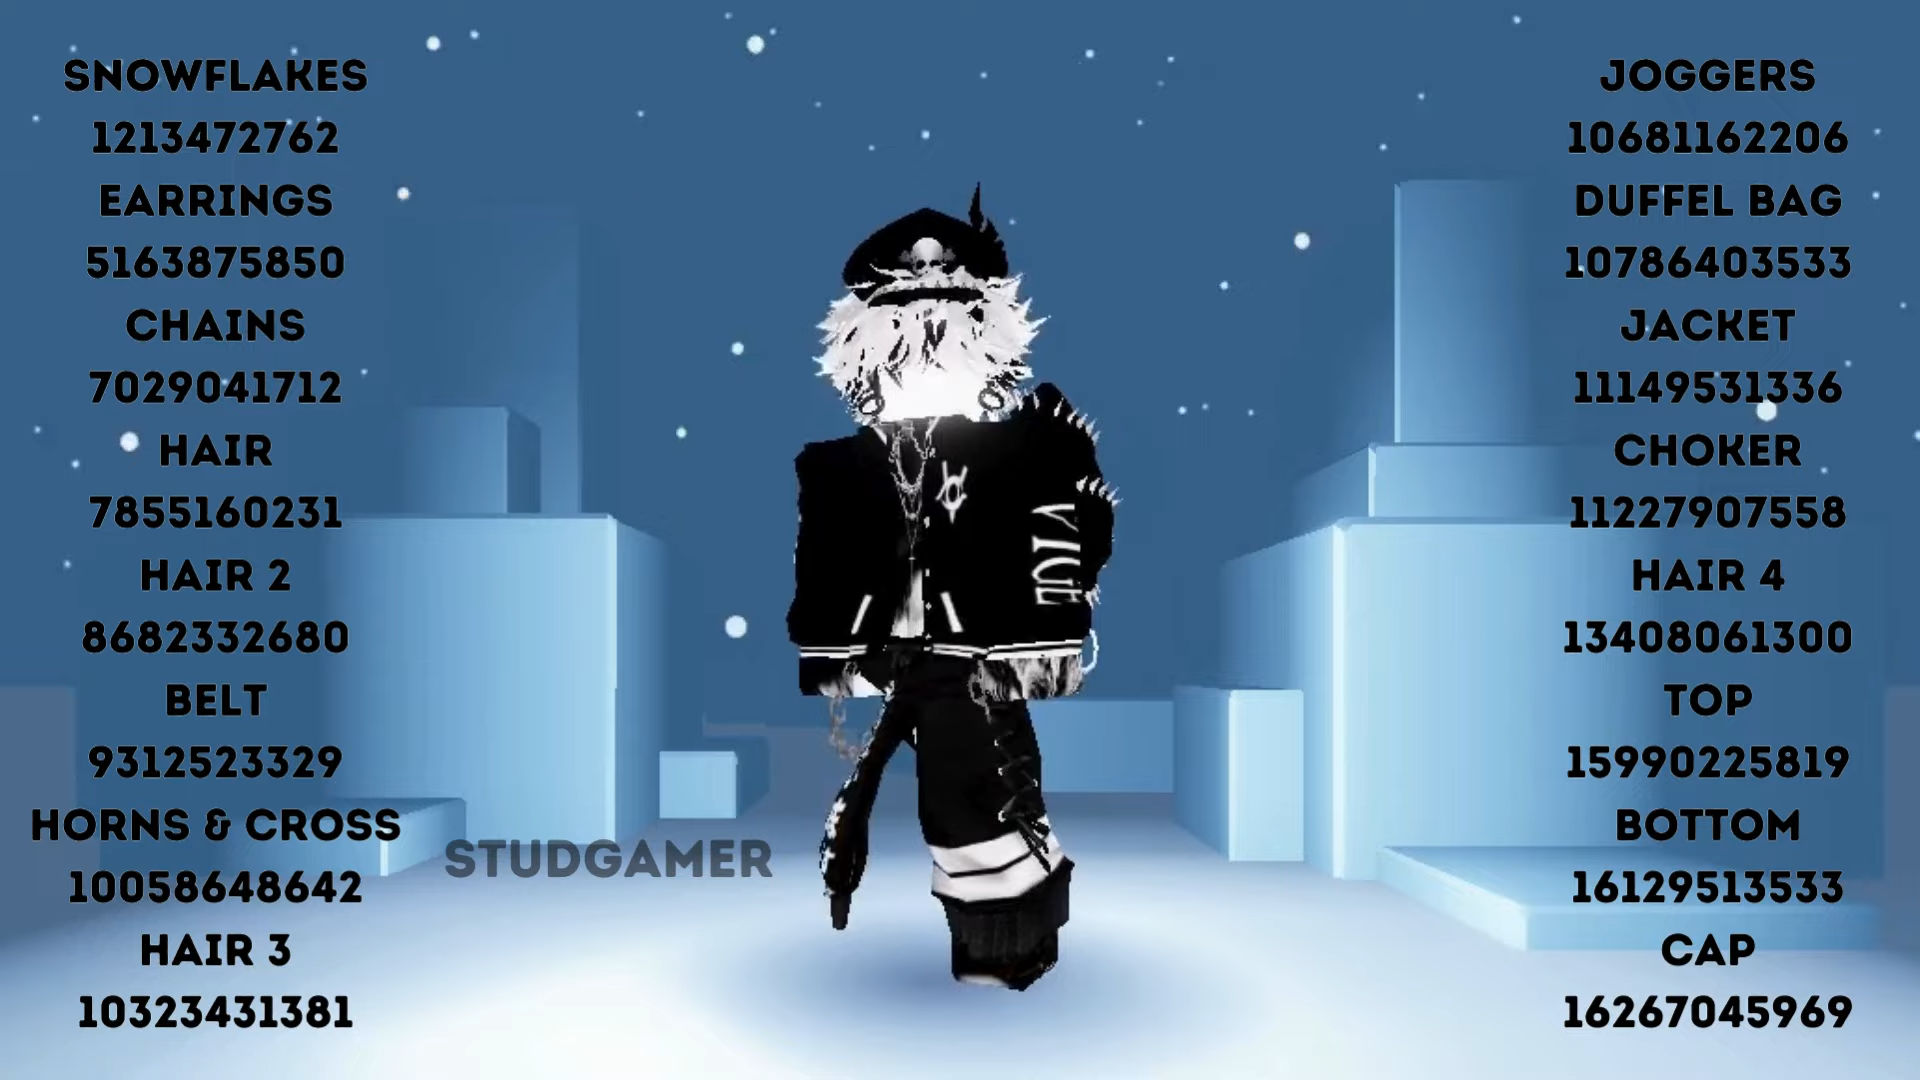 SNOWFLAKES
1213472762
EARRINGS
5163875850
CHAINS
7029041712
HAIR
7855160231
HAIR 2
8682332680
BELT
9312523329
HORNS & CROSS
10058648642
HAIR 3
10323431381
VICE
STUDGAMER
JOGGERS
10681162206
DUFFEL BAG
10786403533
JACKET
11149531336
CHOKER
11227907558
HAIR 4
13408061300
TOP
15990225819
BOTTOM
16129513533
CAP
16267045969